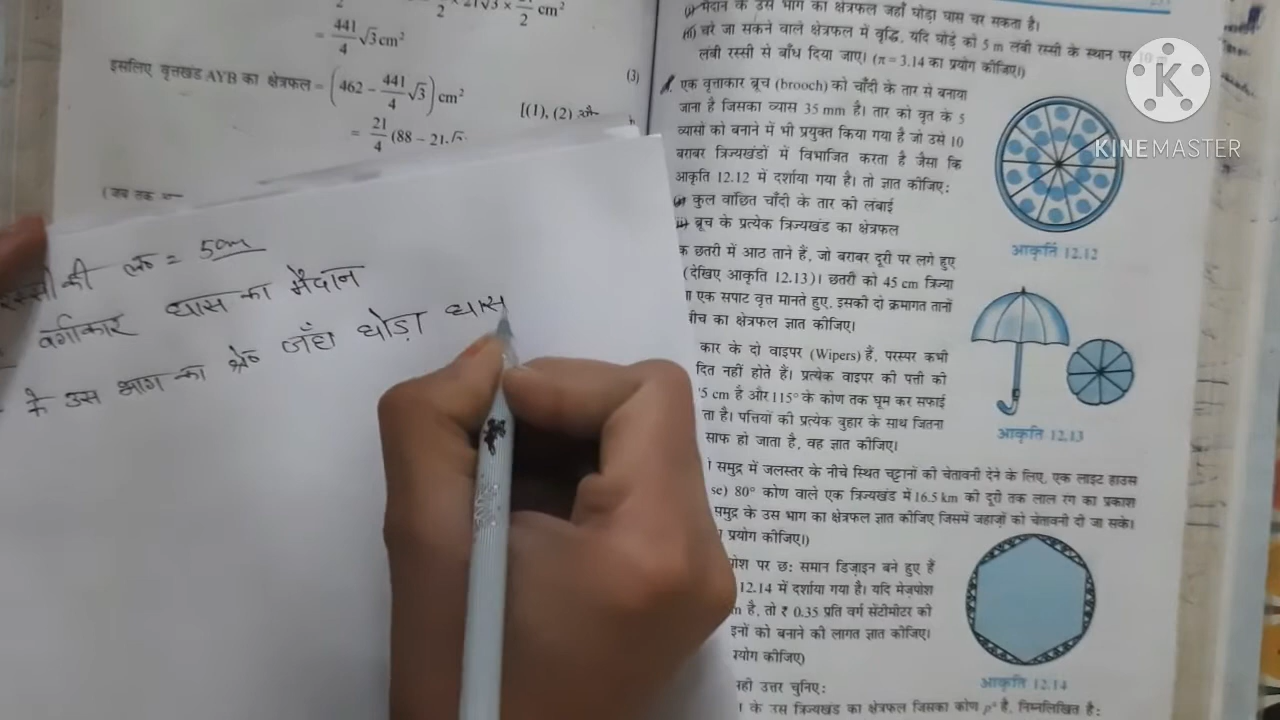 = 441/4 √3 cm²
इसलिए वृत्तखंड AYB का क्षेत्रफल = (462 – 441/4 √3) cm²
(3)
[(1), (2) और
= 21/4 (88 – 21√3
रस्सी की ल० = 5cm
वर्गाकार घास का मैदान
के उस भाग का क्षे० जहाँ घोड़ा घास
(i) मैदान के उस भाग का क्षेत्रफल जहाँ घोड़ा घास चर सकता है।
(ii) चरे जा सकने वाले क्षेत्रफल में वृद्धि, यदि घोड़े को 5 m लंबी रस्सी के स्थान पर 10 m
लंबी रस्सी से बाँध दिया जाए। (π = 3.14 का प्रयोग कीजिए।)
एक वृत्ताकार ब्रूच (brooch) को चाँदी के तार से बनाया
जाना है जिसका व्यास 35 mm है। तार को वृत के 5
व्यासों को बनाने में भी प्रयुक्त किया गया है जो उसे 10
बराबर त्रिज्यखंडों में विभाजित करता है जैसा कि
आकृति 12.12 में दर्शाया गया है। तो ज्ञात कीजिए:
कुल वांछित चाँदी के तार की लंबाई
ब्रूच के प्रत्येक त्रिज्यखंड का क्षेत्रफल
आकृति 12.12
क छतरी में आठ ताने हैं, जो बराबर दूरी पर लगे हुए
(देखिए आकृति 12.13)। छतरी को 45 cm त्रिज्या
एक सपाट वृत्त मानते हुए, इसकी दो क्रमागत तानों
बीच का क्षेत्रफल ज्ञात कीजिए।
कार के दो वाइपर (Wipers) हैं, परस्पर कभी
दित नहीं होते हैं। प्रत्येक वाइपर की पत्ती की
5 cm है और 115° के कोण तक घूम कर सफाई
ता है। पत्तियों की प्रत्येक बुहार के साथ जितना
साफ हो जाता है, वह ज्ञात कीजिए।
आकृति 12.13
समुद्र में जलस्तर के नीचे स्थित चट्टानों की चेतावनी देने के लिए, एक लाइट हाउस
se) 80° कोण वाले एक त्रिज्यखंड में 16.5 km की दूरी तक लाल रंग का प्रकाश
समुद्र के उस भाग का क्षेत्रफल ज्ञात कीजिए जिसमें जहाज़ों को चेतावनी दी जा सके।
प्रयोग कीजिए।)
पोश पर छ: समान डिज़ाइन बने हुए हैं
12.14 में दर्शाया गया है। यदि मेज़पोश
m है, तो ₹ 0.35 प्रति वर्ग सेंटीमीटर की
इनों को बनाने की लागत ज्ञात कीजिए।
योग कीजिए)
आकृति 12.14
सही उत्तर चुनिए:
के उस त्रिज्यखंड का क्षेत्रफल जिसका कोण p° है, निम्नलिखित है:
KINEMASTER